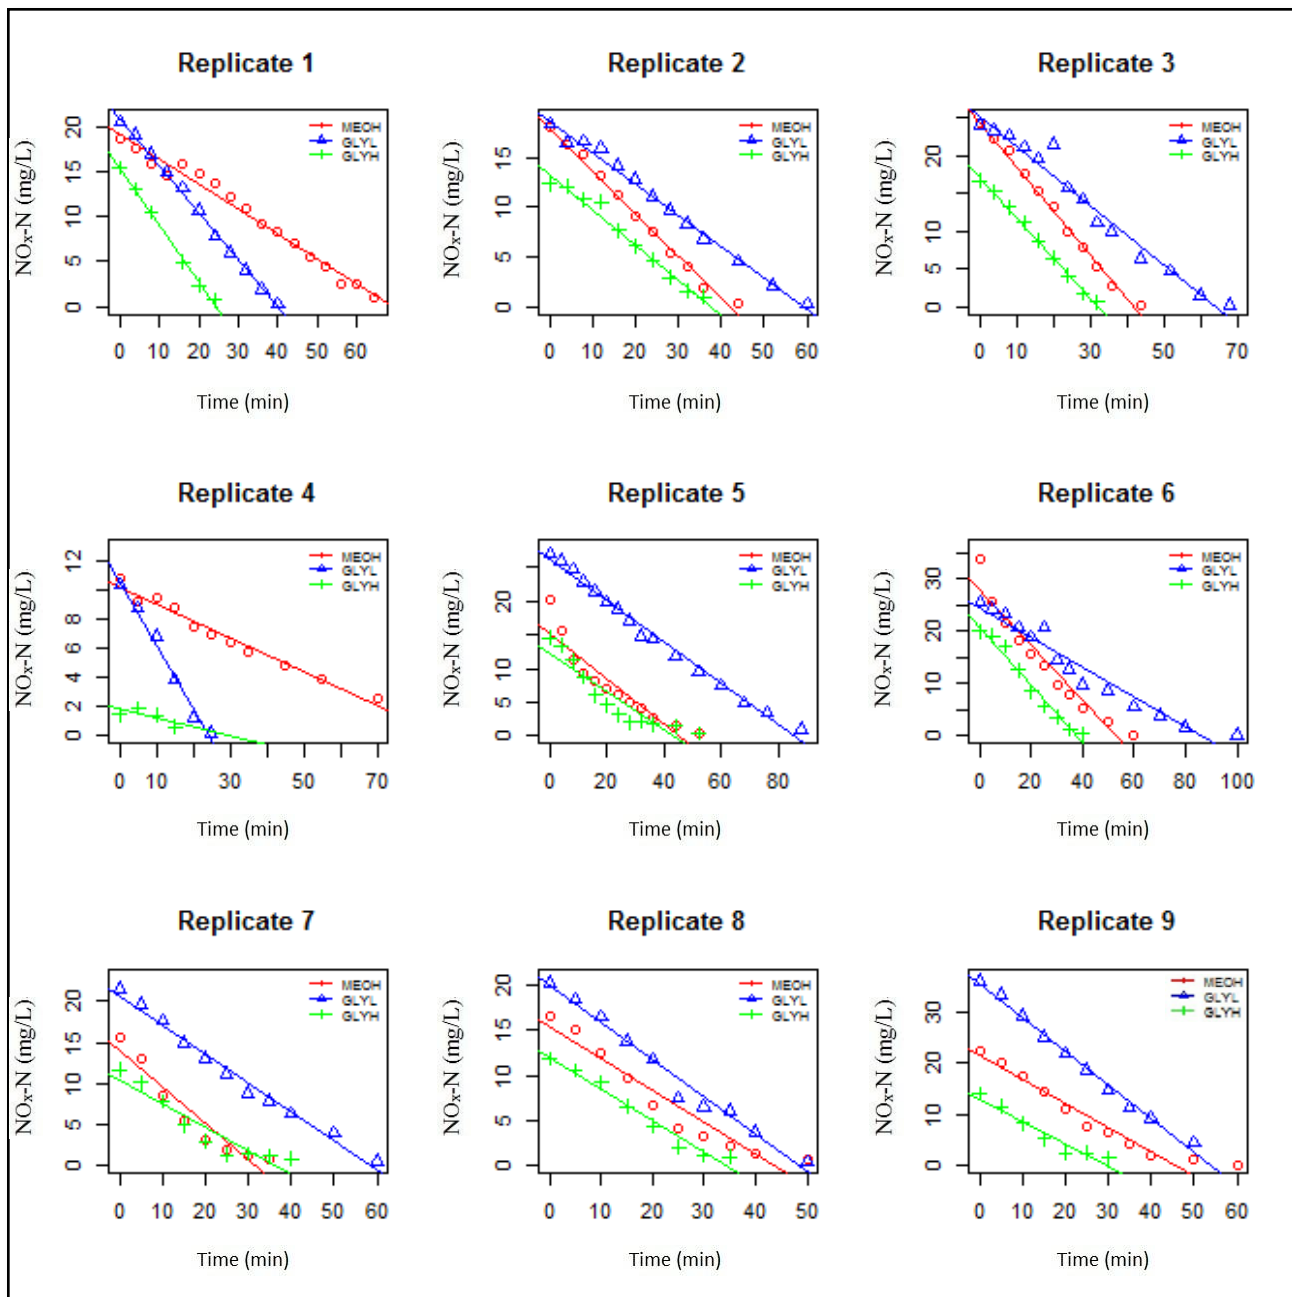 Replicate 1
NOx-N (mg/L)
20
15
10
5
0
MEOH
GLYL
GLYH
0 10 20 30 40 50 60
Time (min)
Replicate 2
NOx-N (mg/L)
15
10
5
0
MEOH
GLYL
GLYH
0 10 20 30 40 50 60
Time (min)
Replicate 3
NOx-N (mg/L)
20
10
5
0
MEOH
GLYL
GLYH
0 10 30 50 70
Time (min)
Replicate 4
NOx-N (mg/L)
12
10
8
6
4
2
0
MEOH
GLYL
GLYH
0 10 30 50 70
Time (min)
Replicate 5
NOx-N (mg/L)
20
10
5
0
MEOH
GLYL
GLYH
0 20 40 60 80
Time (min)
Replicate 6
NOx-N (mg/L)
30
20
10
0
MEOH
GLYL
GLYH
0 20 40 60 80 100
Time (min)
Replicate 7
NOx-N (mg/L)
20
15
10
5
0
MEOH
GLYL
GLYH
0 10 20 30 40 50 60
Time (min)
Replicate 8
NOx-N (mg/L)
20
15
10
5
0
MEOH
GLYL
GLYH
0 10 20 30 40 50
Time (min)
Replicate 9
NOx-N (mg/L)
30
20
10
0
MEOH
GLYL
GLYH
0 10 20 30 40 50 60
Time (min)